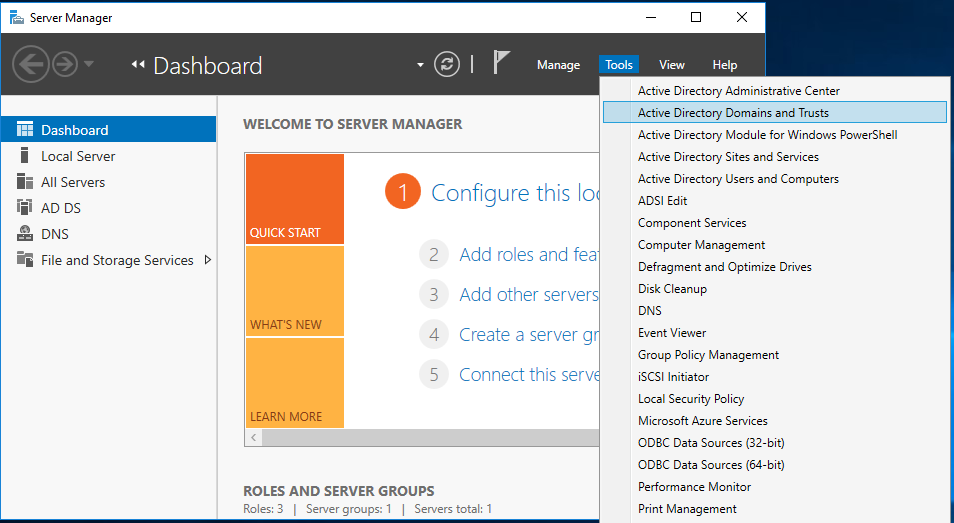 Server Manager
Dashboard
Manage Tools View Help
Dashboard
Local Server
All Servers
AD DS
DNS
File and Storage Services
WELCOME TO SERVER MANAGER
QUICK START
WHAT'S NEW
LEARN MORE
1 Configure this loc
2 Add roles and feat
3 Add other servers
4 Create a server gr
5 Connect this serve
ROLES AND SERVER GROUPS
Roles: 3 | Server groups: 1 | Servers total: 1
Active Directory Administrative Center
Active Directory Domains and Trusts
Active Directory Module for Windows PowerShell
Active Directory Sites and Services
Active Directory Users and Computers
ADSI Edit
Component Services
Computer Management
Defragment and Optimize Drives
Disk Cleanup
DNS
Event Viewer
Group Policy Management
iSCSI Initiator
Local Security Policy
Microsoft Azure Services
ODBC Data Sources (32-bit)
ODBC Data Sources (64-bit)
Performance Monitor
Print Management